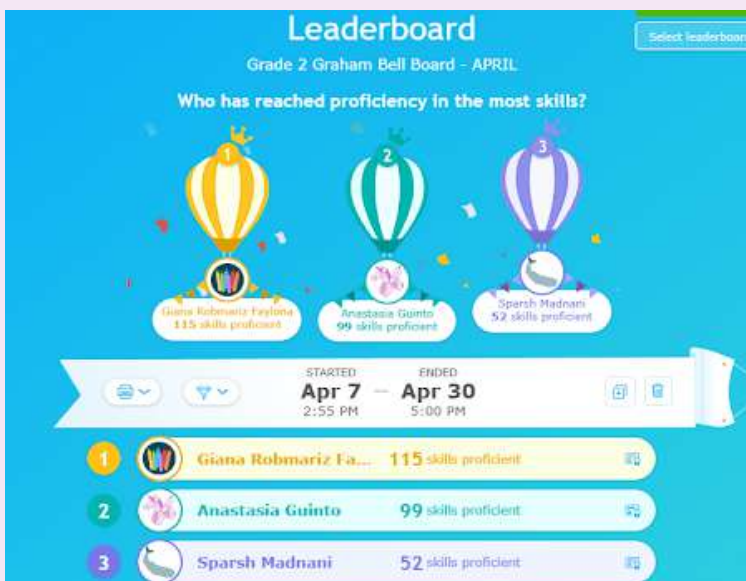 Leaderboard
Select leaderboar
Grade 2 Graham Bell Board - APRIL
Who has reached proficiency in the most skills?
1
2
3
Giana Robmariz Faylona
115 skills proficient
Anastasia Guinto
99 skills proficient
Sparsh Madnani
52 skills proficient
STARTED
Apr 7
2:55 PM
—
ENDED
Apr 30
5:00 PM
1 Giana Robmariz Fa... 115 skills proficient
2 Anastasia Guinto 99 skills proficient
3 Sparsh Madnani 52 skills proficient